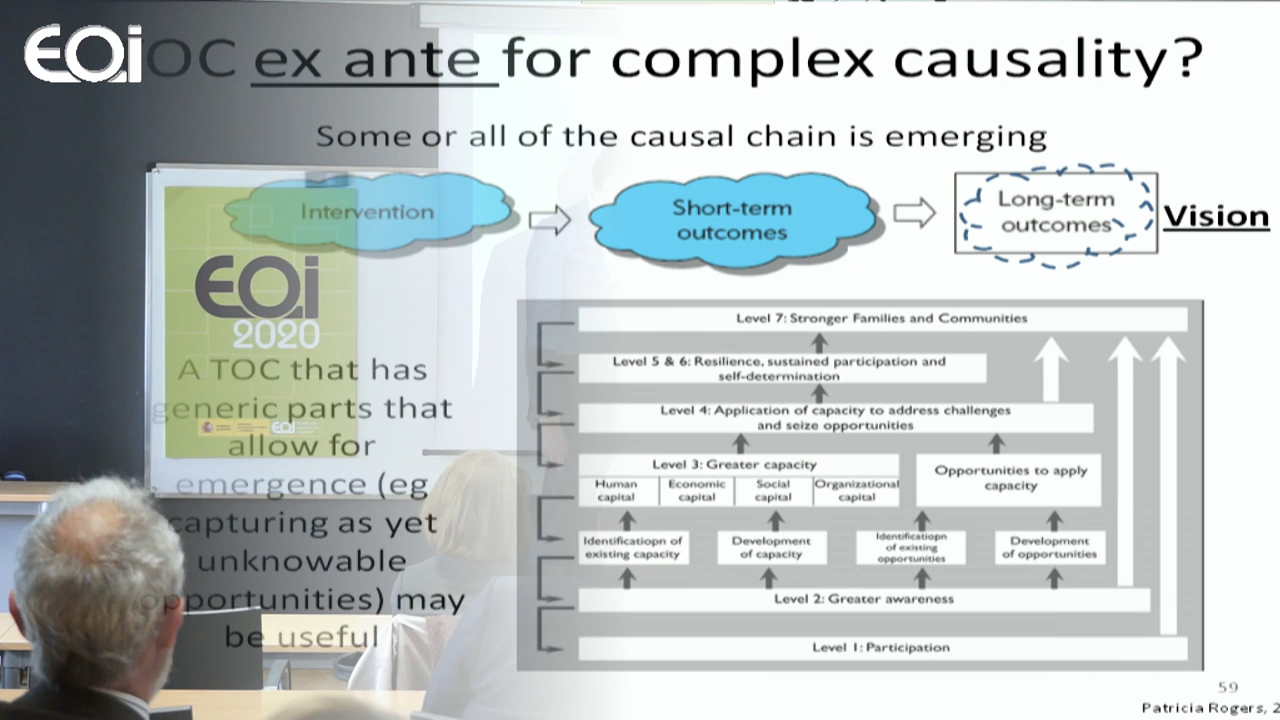 EOi
OC ex ante for complex causality?
Some or all of the causal chain is emerging
Intervention
Short-term
outcomes
Long-term
outcomes
Vision
EOi
2020
A TOC that has
generic parts that
allow for
emergence (eg
capturing as yet
unknowable
opportunities) may
be useful
eoi
Level 7: Stronger Families and Communities
Level 5 & 6: Resilience, sustained participation and
self-determination
Level 4: Application of capacity to address challenges
and seize opportunities
Level 3: Greater capacity
Human
capital
Economic
capital
Social
capital
Organizational
capital
Opportunities to apply
capacity
Identificatiopn of
existing capacity
Development
of capacity
Identificatiopn
of existing
opportunities
Development
of opportunities
Level 2: Greater awareness
Level 1: Participation
59
Patricia Rogers, 2